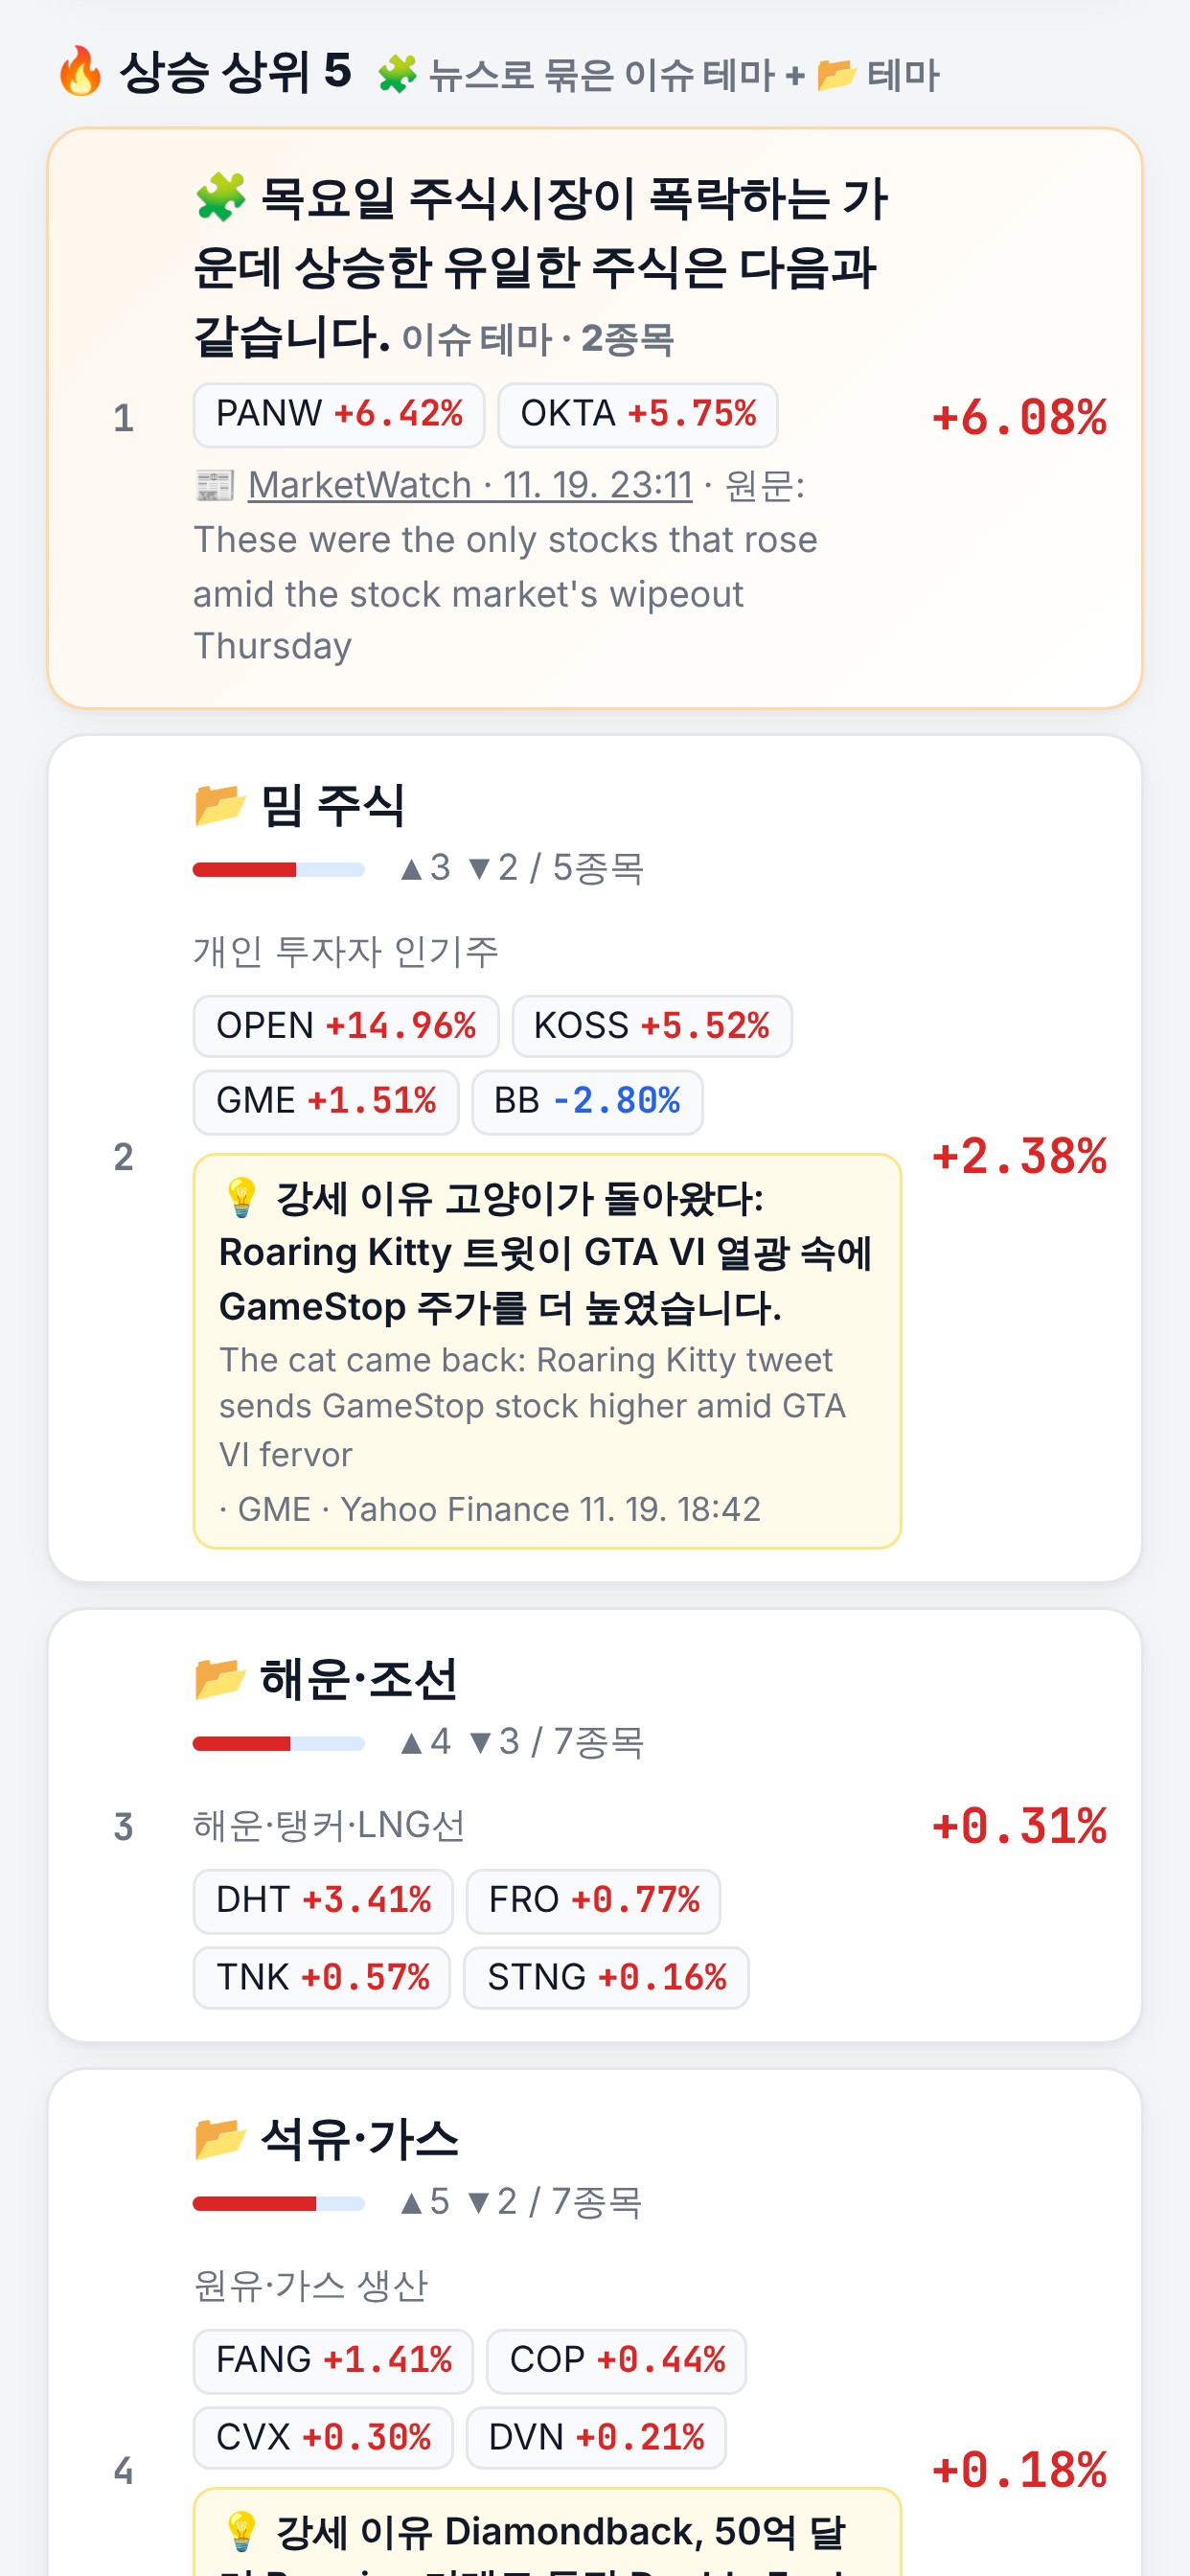 🔥 상승 상위 5 🧩 뉴스로 묶은 이슈 테마 + 📂 테마
🧩 목요일 주식시장이 폭락하는 가
운데 상승한 유일한 주식은 다음과
같습니다. 이슈 테마 · 2종목
1
PANW +6.42% OKTA +5.75%
+6.08%
📰 MarketWatch · 11. 19. 23:11 · 원문:
These were the only stocks that rose
amid the stock market's wipeout
Thursday
📂 밈 주식
▲3 ▼2 / 5종목
개인 투자자 인기주
OPEN +14.96% KOSS +5.52%
GME +1.51% BB -2.80%
2
+2.38%
💡 강세 이유 고양이가 돌아왔다:
Roaring Kitty 트윗이 GTA VI 열광 속에
GameStop 주가를 더 높였습니다.
The cat came back: Roaring Kitty tweet
sends GameStop stock higher amid GTA
VI fervor
· GME · Yahoo Finance 11. 19. 18:42
📂 해운·조선
▲4 ▼3 / 7종목
3
해운·탱커·LNG선
+0.31%
DHT +3.41% FRO +0.77%
TNK +0.57% STNG +0.16%
📂 석유·가스
▲5 ▼2 / 7종목
원유·가스 생산
FANG +1.41% COP +0.44%
CVX +0.30% DVN +0.21%
4
+0.18%
💡 강세 이유 Diamondback, 50억 달